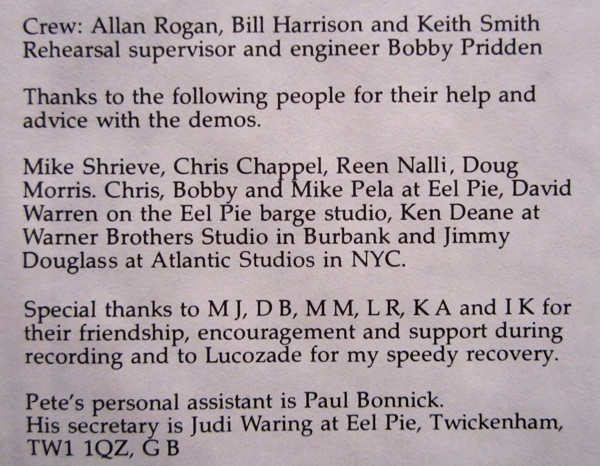 Crew: Allan Rogan, Bill Harrison and Keith Smith
Rehearsal supervisor and engineer Bobby Pridden
Thanks to the following people for their help and
advice with the demos.
Mike Shrieve, Chris Chappel, Reen Nalli, Doug
Morris. Chris, Bobby and Mike Pela at Eel Pie, David
Warren on the Eel Pie barge studio, Ken Deane at
Warner Brothers Studio in Burbank and Jimmy
Douglass at Atlantic Studios in NYC.
Special thanks to M J, D B, M M, L R, K A and I K for
their friendship, encouragement and support during
recording and to Lucozade for my speedy recovery.
Pete's personal assistant is Paul Bonnick.
His secretary is Judi Waring at Eel Pie, Twickenham,
TW1 1QZ, G B